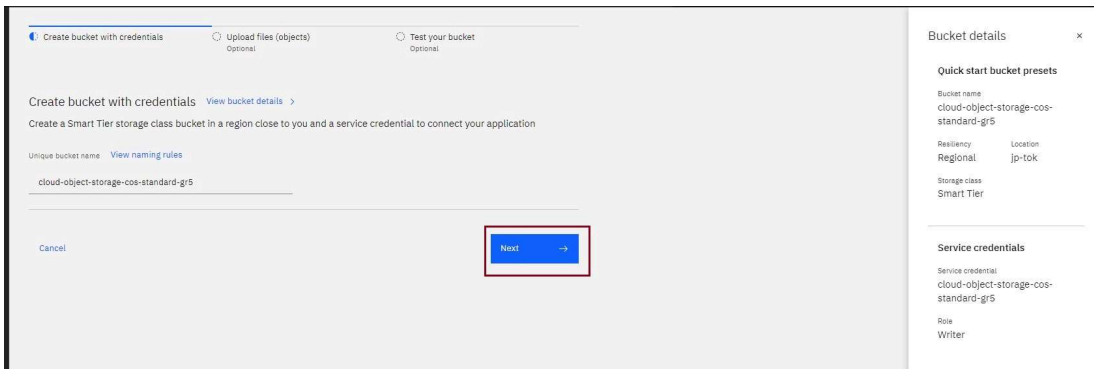 Create bucket with credentials
Optional
Upload files (objects)
Optional
Test your bucket
Create bucket with credentials View bucket details >
Create a Smart Tier storage class bucket in a region close to you and a service credential to connect your application
Unique bucket name View naming rules
cloud-object-storage-cos-standard-gr5
Cancel
Next →
Bucket details ×
Quick start bucket presets
Bucket name
cloud-object-storage-cos-
standard-gr5
Resiliency Location
Regional jp-tok
Storage class
Smart Tier
Service credentials
Service credential
cloud-object-storage-cos-
standard-gr5
Role
Writer